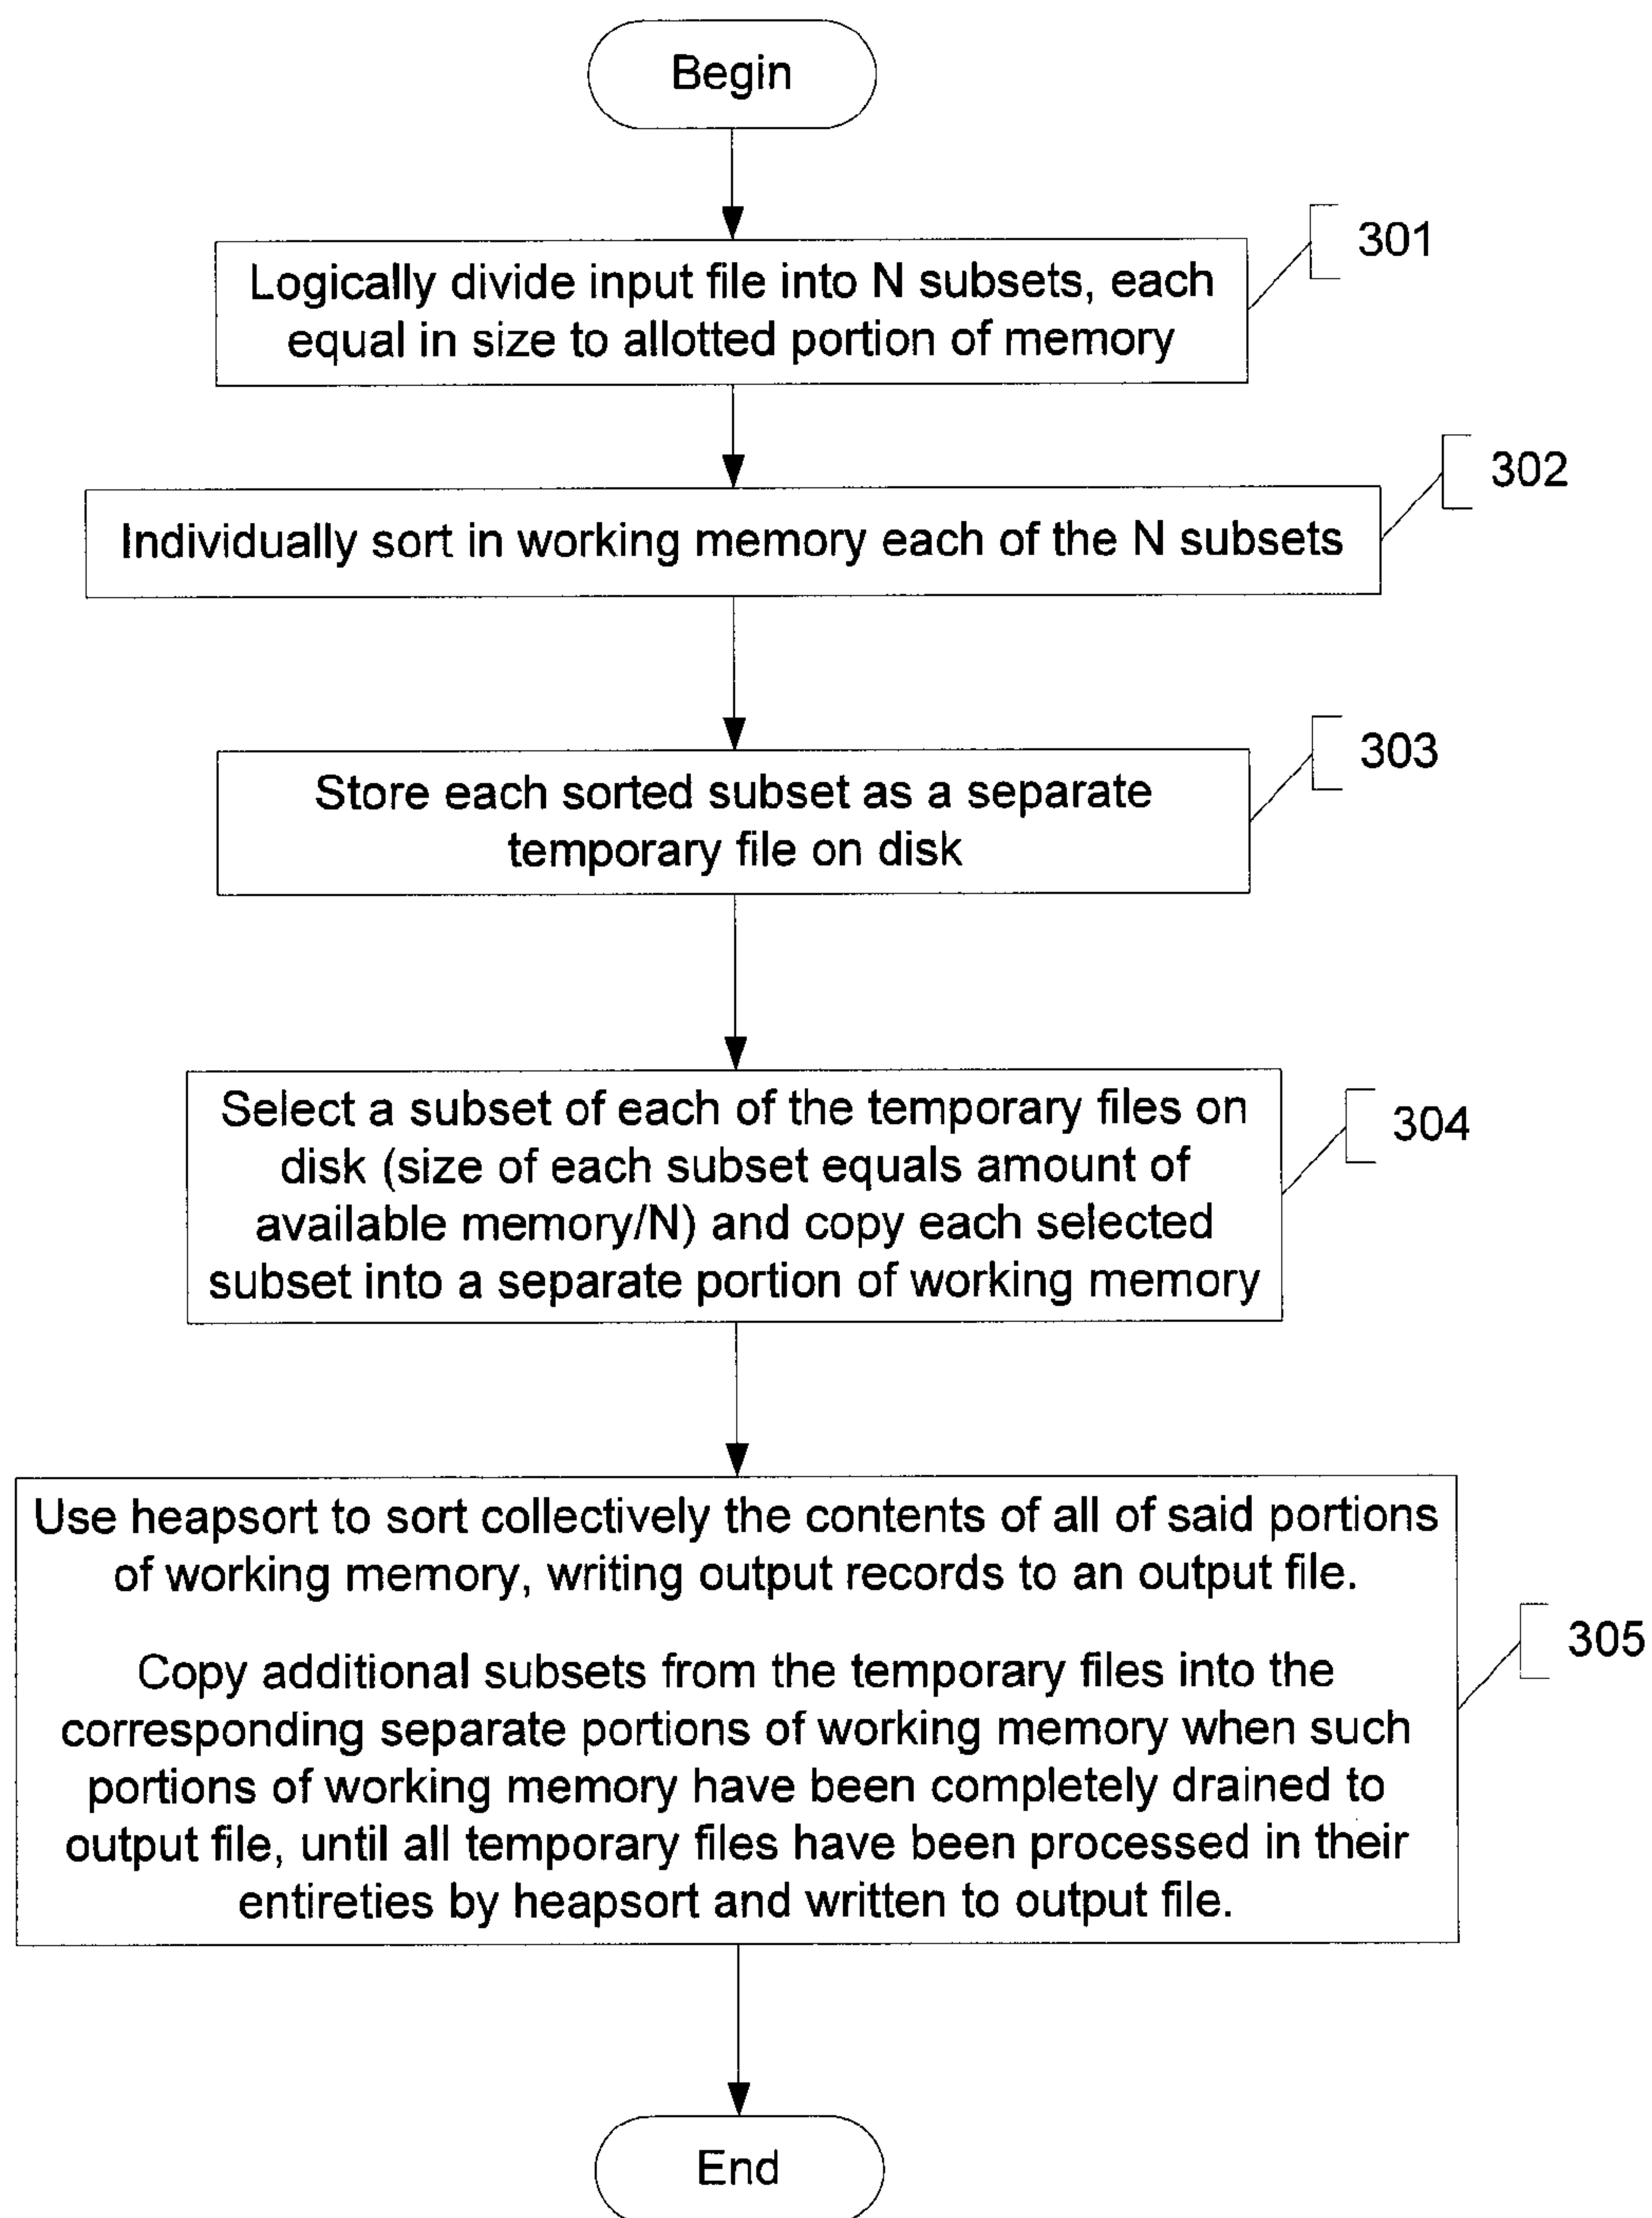 Begin
301
Logically divide input file into N subsets, each
equal in size to allotted portion of memory
302
Individually sort in working memory each of the N subsets
303
Store each sorted subset as a separate
temporary file on disk
304
Select a subset of each of the temporary files on
disk (size of each subset equals amount of
available memory/N) and copy each selected
subset into a separate portion of working memory
305
Use heapsort to sort collectively the contents of all of said portions
of working memory, writing output records to an output file.
Copy additional subsets from the temporary files into the
corresponding separate portions of working memory when such
portions of working memory have been completely drained to
output file, until all temporary files have been processed in their
entireties by heapsort and written to output file.
End